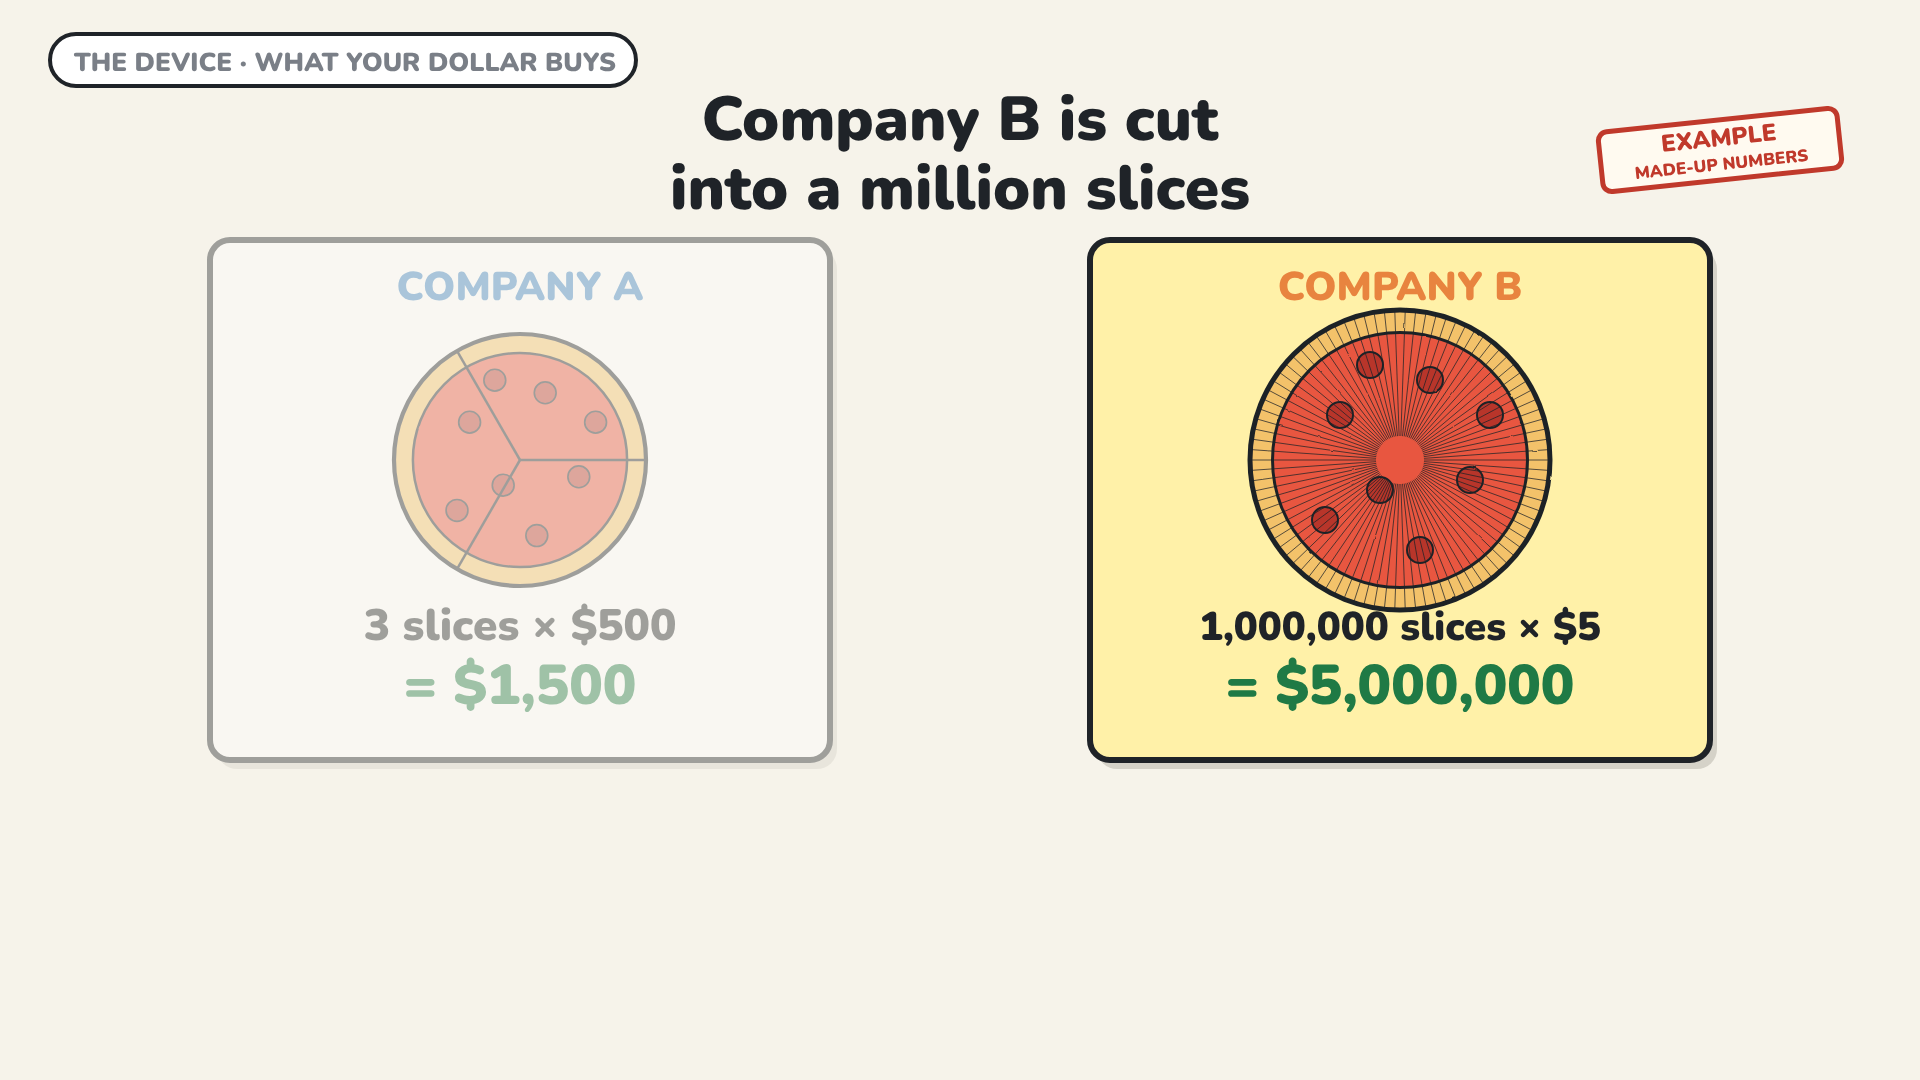 THE DEVICE · WHAT YOUR DOLLAR BUYS
Company B is cut
into a million slices
EXAMPLE
MADE-UP NUMBERS
COMPANY A
3 slices × $500
= $1,500
COMPANY B
1,000,000 slices × $5
= $5,000,000